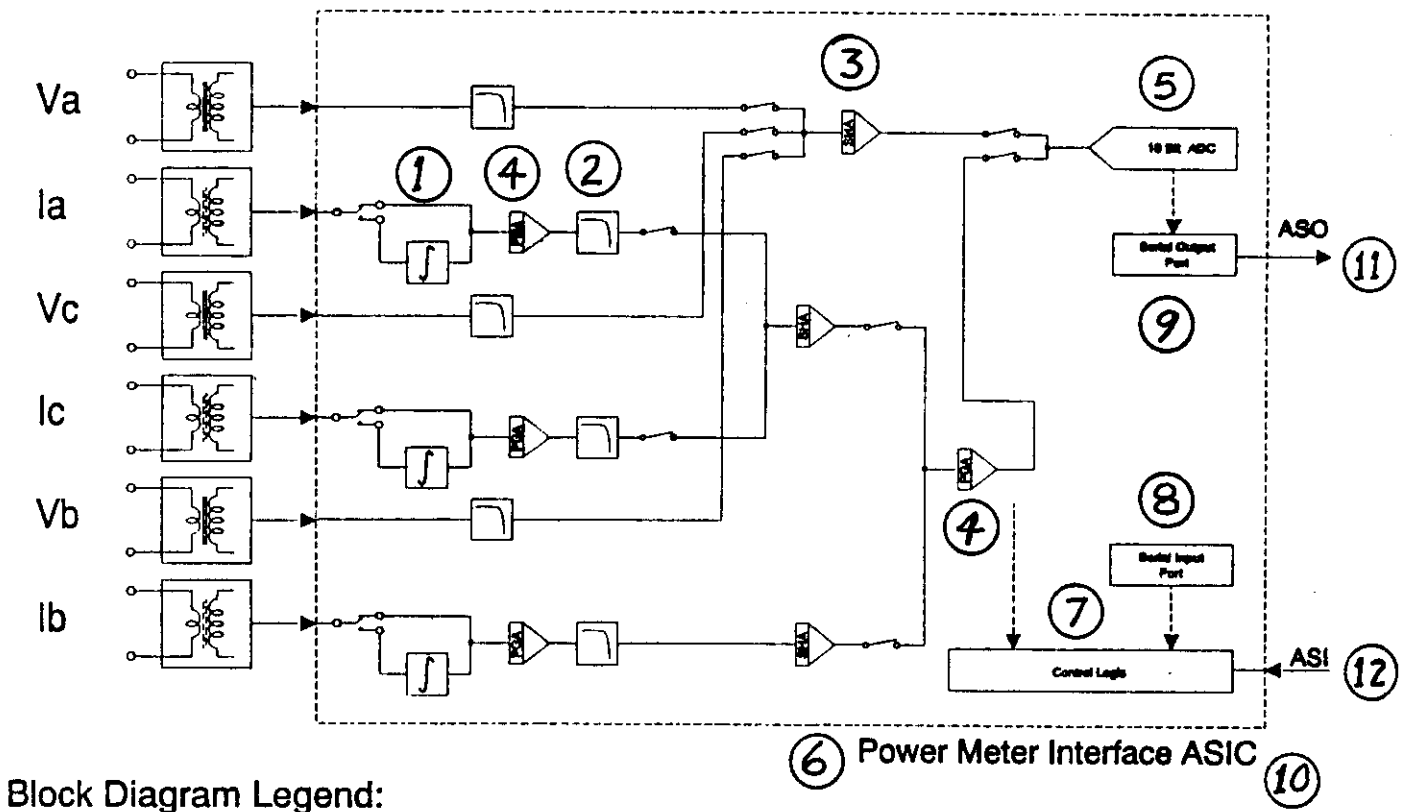 Va
3
5
SHA
16 Bit ADC
1
4
2
Ia
PGA
ASO
Serial Output
Port
11
Vc
SHA
9
Ic
PGA
PGA
8
Vb
4
Serial Input
Port
7
Ib
PGA
SHA
Control Logic
ASI
12
6
Power Meter Interface ASIC
10
Block Diagram Legend: